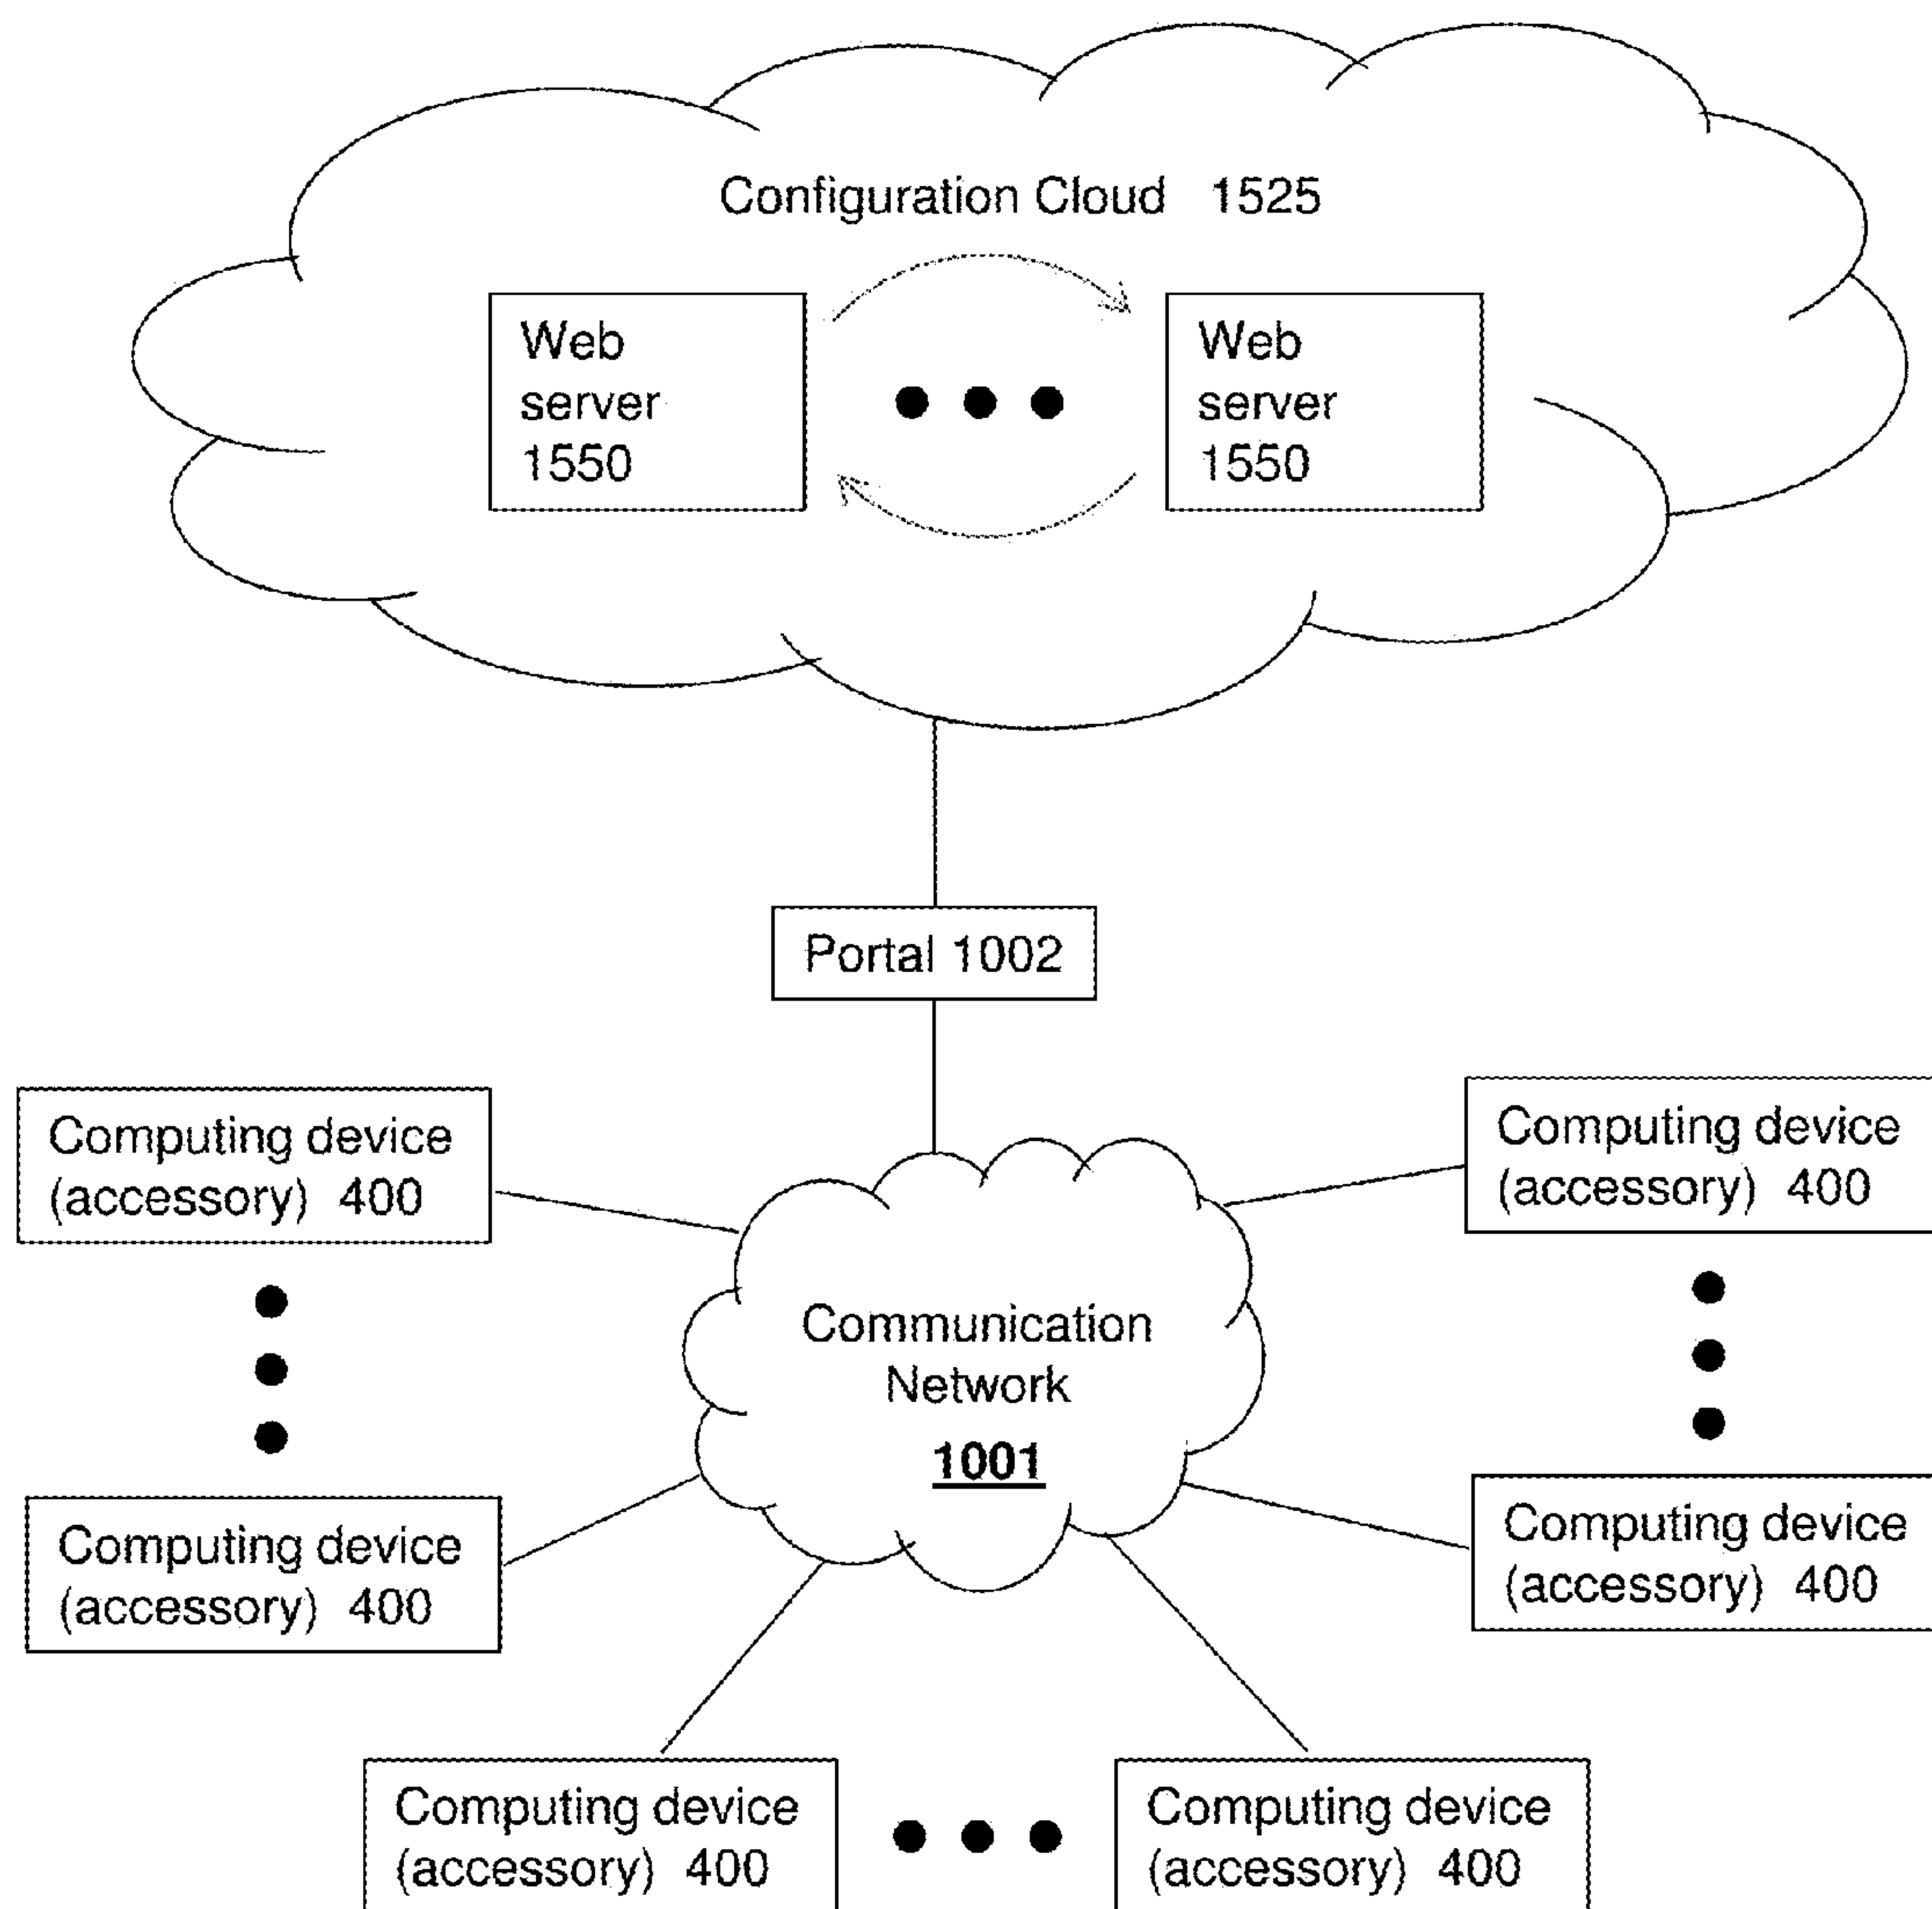 Configuration Cloud 1525
Web
server
1550
Web
server
1550
Portal 1002
Computing device
(accessory) 400
Computing device
(accessory) 400
Communication
Network
1001
Computing device
(accessory) 400
Computing device
(accessory) 400
Computing device
(accessory) 400
Computing device
(accessory) 400